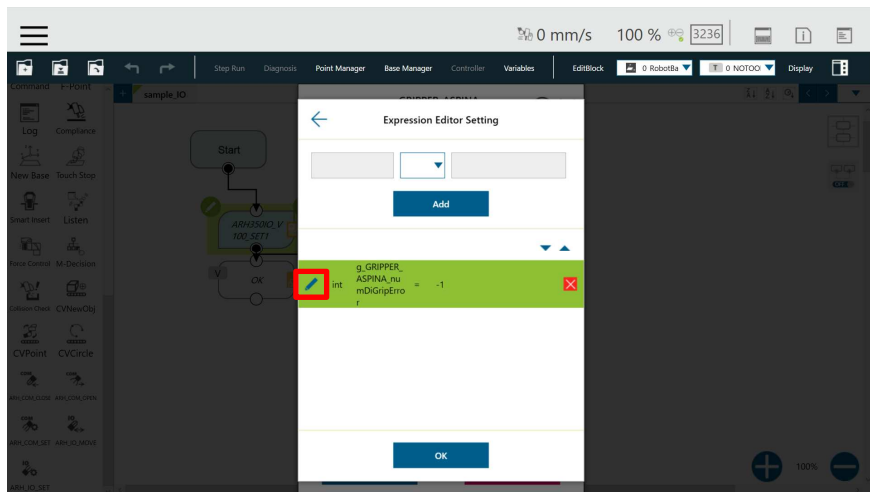 0 mm/s 100 % 3236
Step Run Diagnosis Point Manager Base Manager Controller Variables EditBlock 0 RobotBa T 0 NOTOO Display
Command F-Point
+ sample_IO
GRIPPER_ASPINA
Log Compliance
Expression Editor Setting
Start
New Base Touch Stop
Add
Smart Insert Listen
ARH350IO_V
100_SET1
Force Control M-Decision
V OK
int
g_GRIPPER_
ASPINA_nu
mDiGripErro
r
= -1
Collision Check CVNewObj
CVPoint CVCircle
ARH_COM_CLOSE ARH_COM_OPEN
ARH_COM_SET ARH_IO_MOVE
OK
100%
ARH_IO_SET